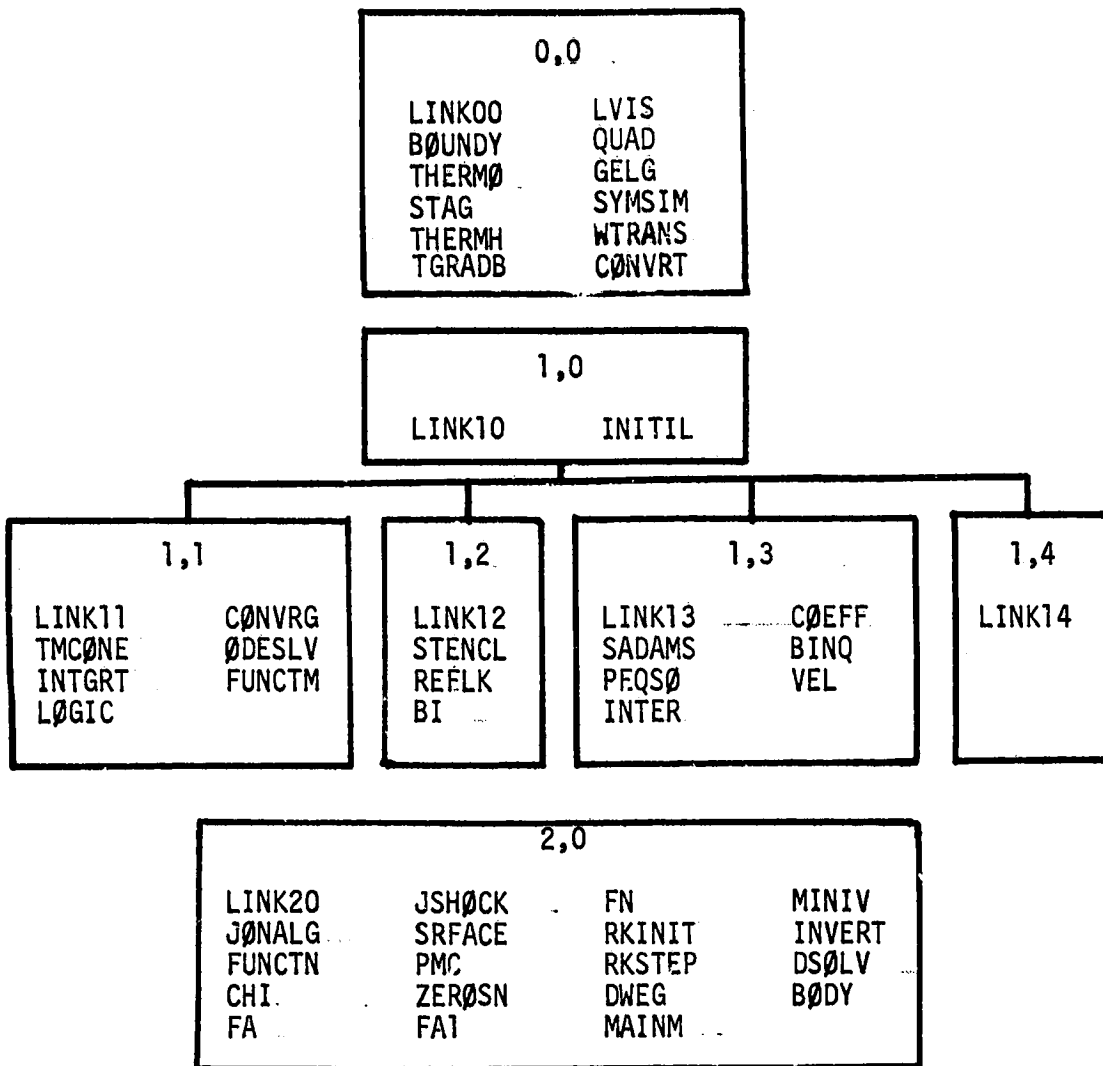 0,0
LINK00 LVIS
BØUNDY QUAD
THERMØ GELG
STAG SYMSIM
THERMH WTRANS
TGRADB CØNVRT
1,0
LINK10 INITIL
1,1
LINK11 CØNVRG
TMCØNE ØDESLV
INTGRT FUNCTM
LØGIC
1,2
LINK12
STENCL
REFLK
BI
1,3
LINK13 CØEFF
SADAMS BINQ
PEQSØ VEL
INTER
1,4
LINK14
2,0
LINK20 JSHØCK FN MINIV
JØNALG SRFACE RKINIT INVERT
FUNCTN PMC RKSTEP DSØLV
CHI ZERØSN DWEG BØDY
FA FA1 MAINM